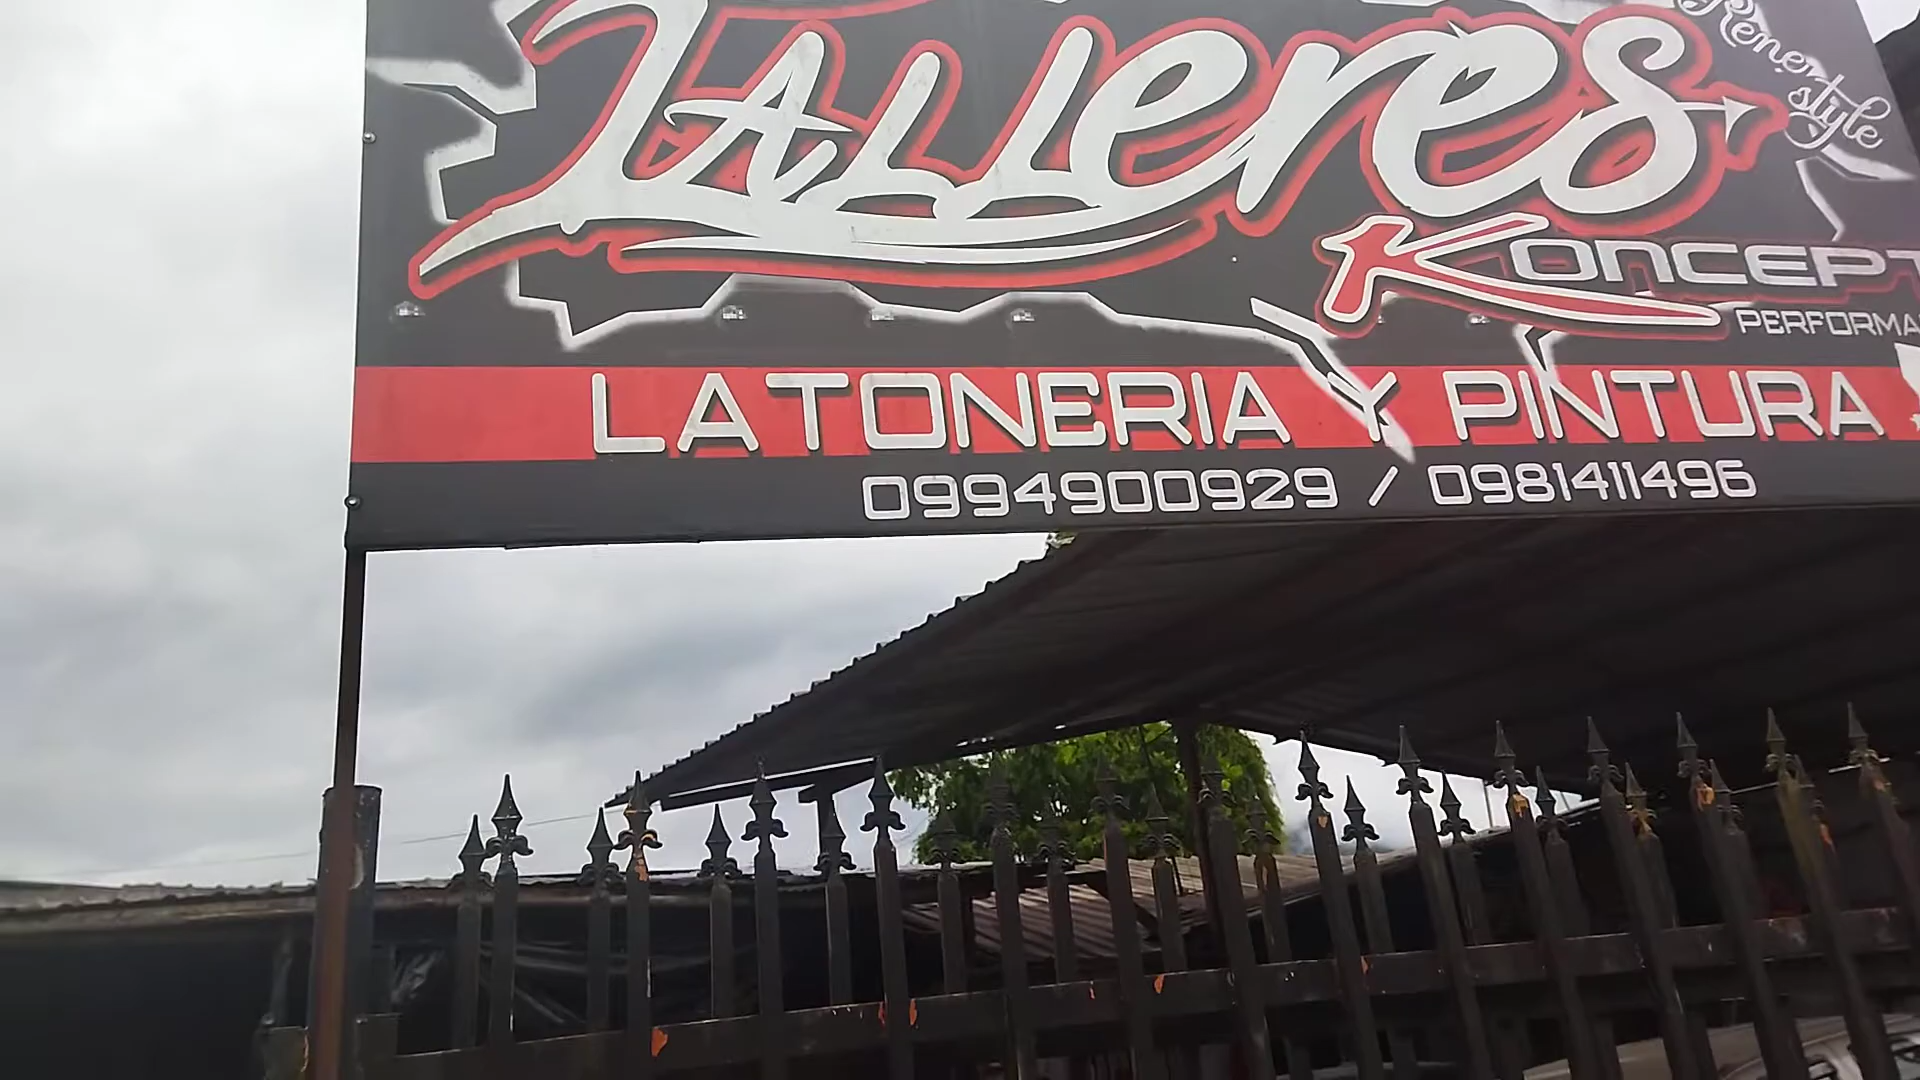 Talleres
Rene style
KONCEPT
PERFORMA
LATONERIA Y PINTURA
0994900929 / 0981411496